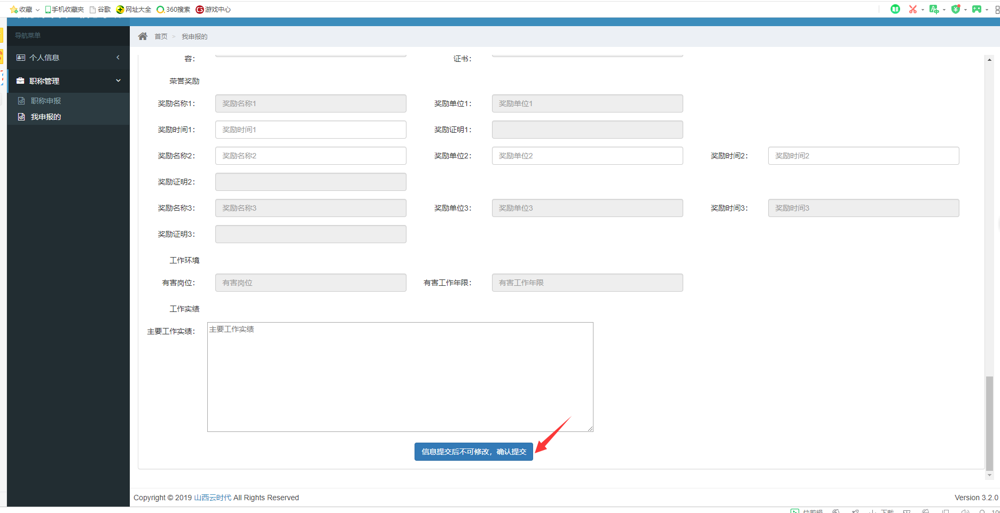 收藏 手机收藏夹 谷歌 网址大全 360搜索 游戏中心
导航菜单
首页 > 我申报的
个人信息
职称管理
职称申报
我申报的
容： 证书：
荣誉奖励
奖励名称1： 奖励名称1 奖励单位1： 奖励单位1
奖励时间1： 奖励时间1 奖励证明1：
奖励名称2： 奖励名称2 奖励单位2： 奖励单位2 奖励时间2： 奖励时间2
奖励证明2：
奖励名称3： 奖励名称3 奖励单位3： 奖励单位3 奖励时间3： 奖励时间3
奖励证明3：
工作环境
有害岗位： 有害岗位 有害工作年限： 有害工作年限
工作实绩
主要工作实绩： 主要工作实绩
信息提交后不可修改，确认提交
Copyright © 2019 山西云时代 All Rights Reserved Version 3.2.0
快剪辑 下载